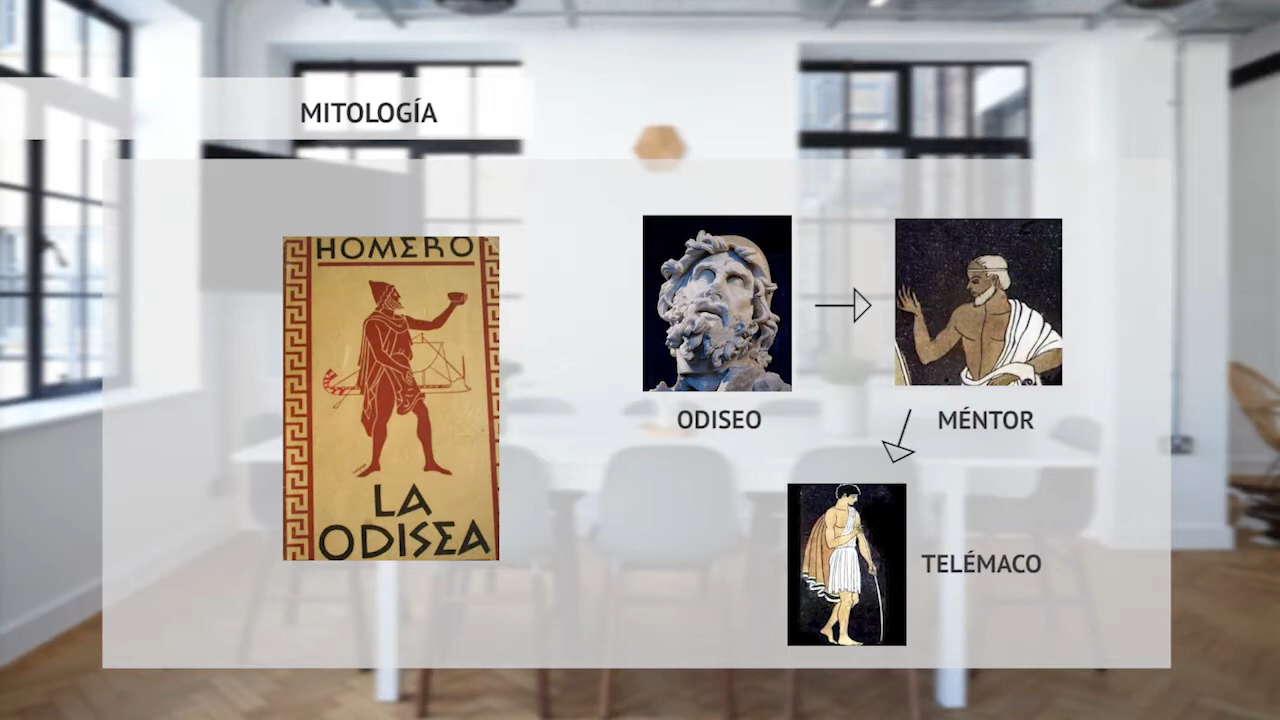 MITOLOGÍA
HOMERO
LA
ODISEA
ODISEO
MÉNTOR
TELÉMACO